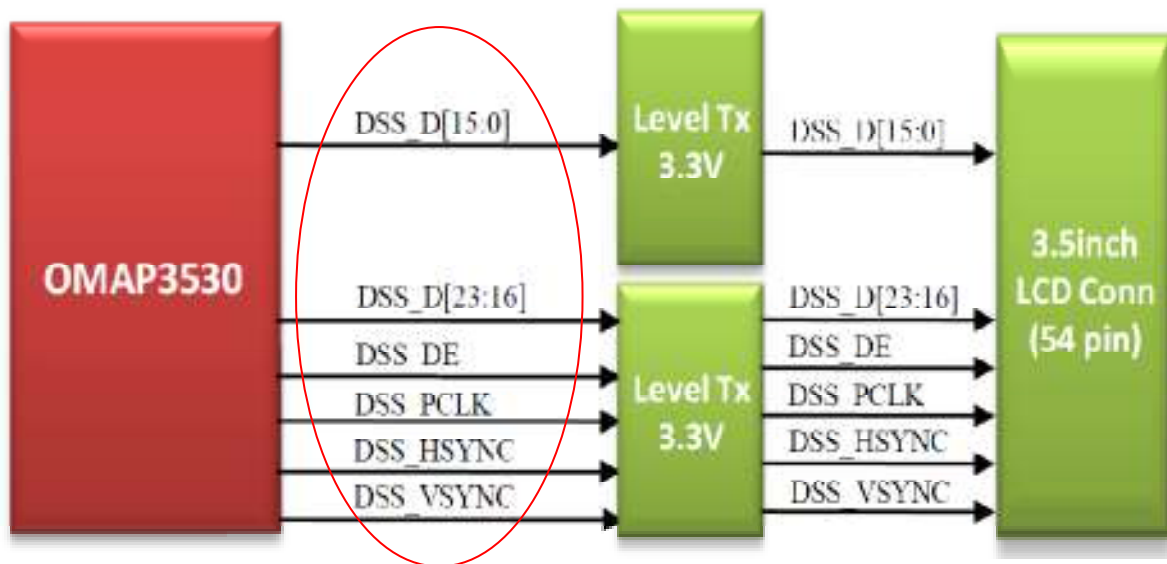 OMAP3530
DSS_D[15:0]
DSS_D[23:16]
DSS_DE
DSS_PCLK
DSS_HSYNC
DSS_VSYNC
Level Tx
3.3V
Level Tx
3.3V
DSS_D[15:0]
DSS_D[23:16]
DSS_DE
DSS_PCLK
DSS_HSYNC
DSS_VSYNC
3.5inch
LCD Conn
(54 pin)